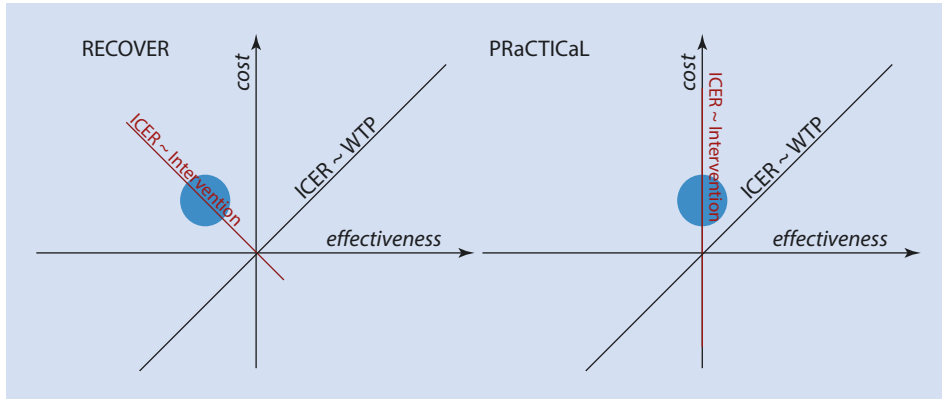 RECOVER
cost
ICER ~ Intervention
ICER ~ WTP
effectiveness
PRaCTICaL
cost
ICER ~ Intervention
ICER ~ WTP
effectiveness